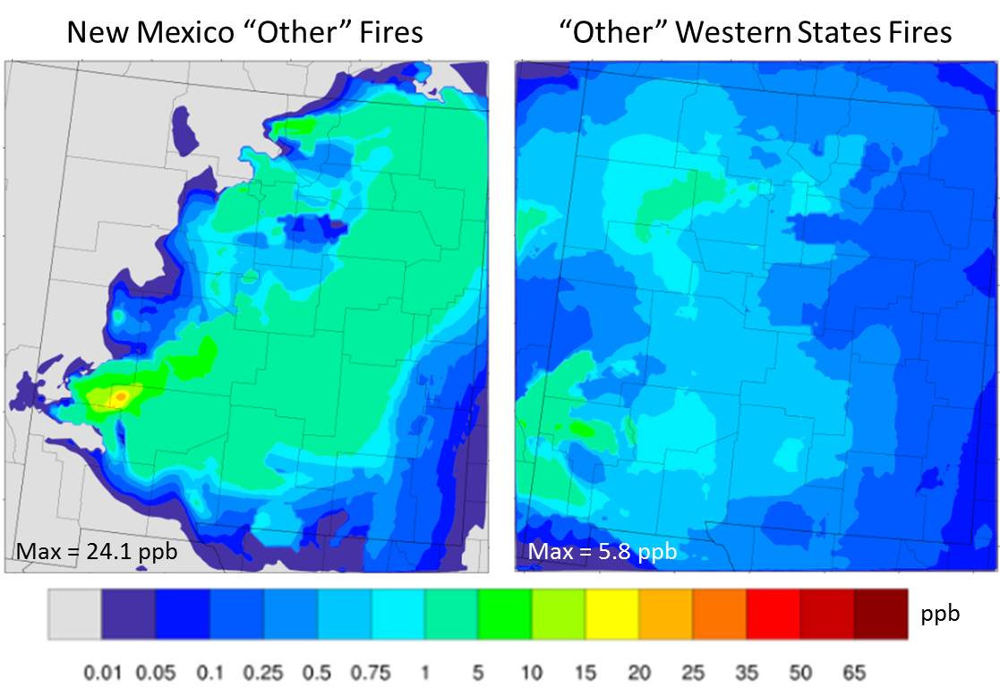 New Mexico “Other” Fires
“Other” Western States Fires
Max = 24.1 ppb
Max = 5.8 ppb
ppb
0.01 0.05 0.1 0.25 0.5 0.75 1 5 10 15 20 25 35 50 65